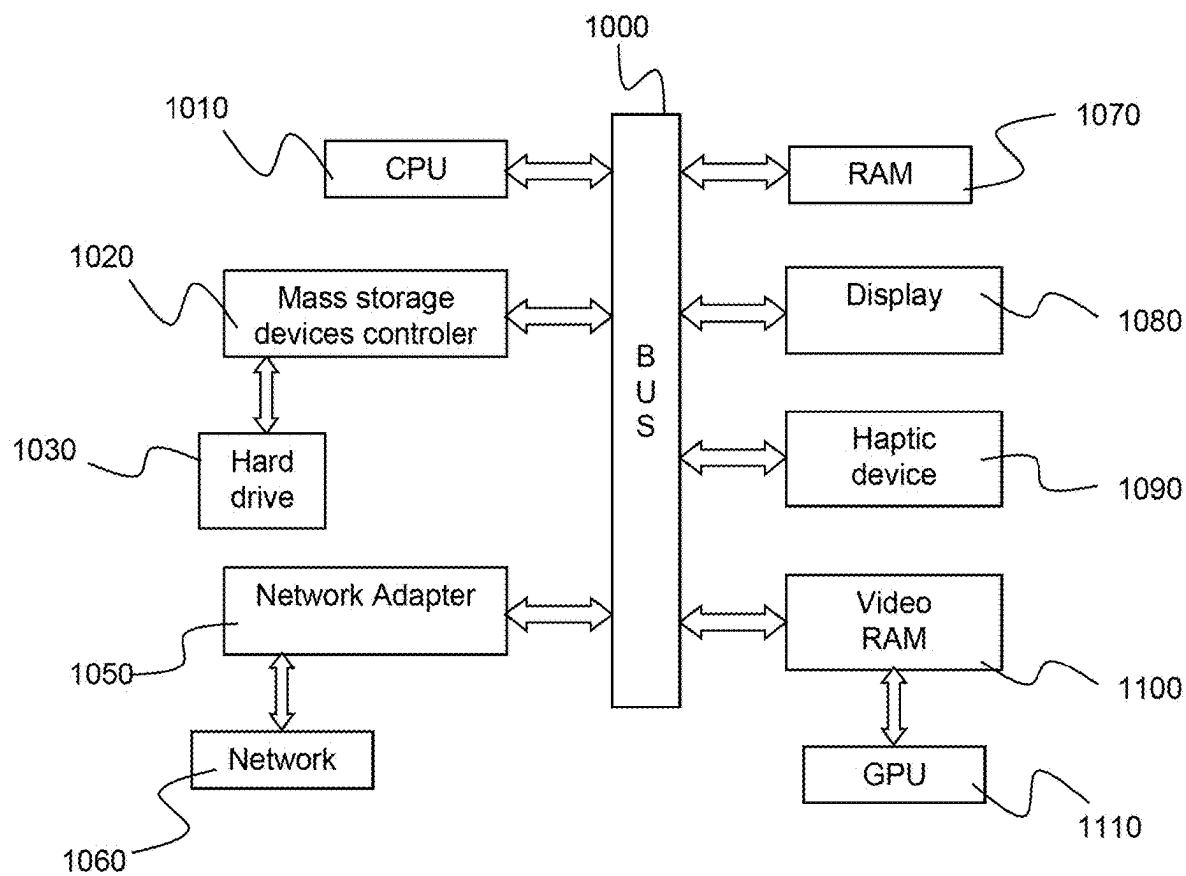 1000
1010
CPU
1070
RAM
1020
Mass storage
devices controler
Display
1080
B
U
S
1030
Hard
drive
Haptic
device
1090
Network Adapter
1050
Video
RAM
1100
Network
1060
GPU
1110